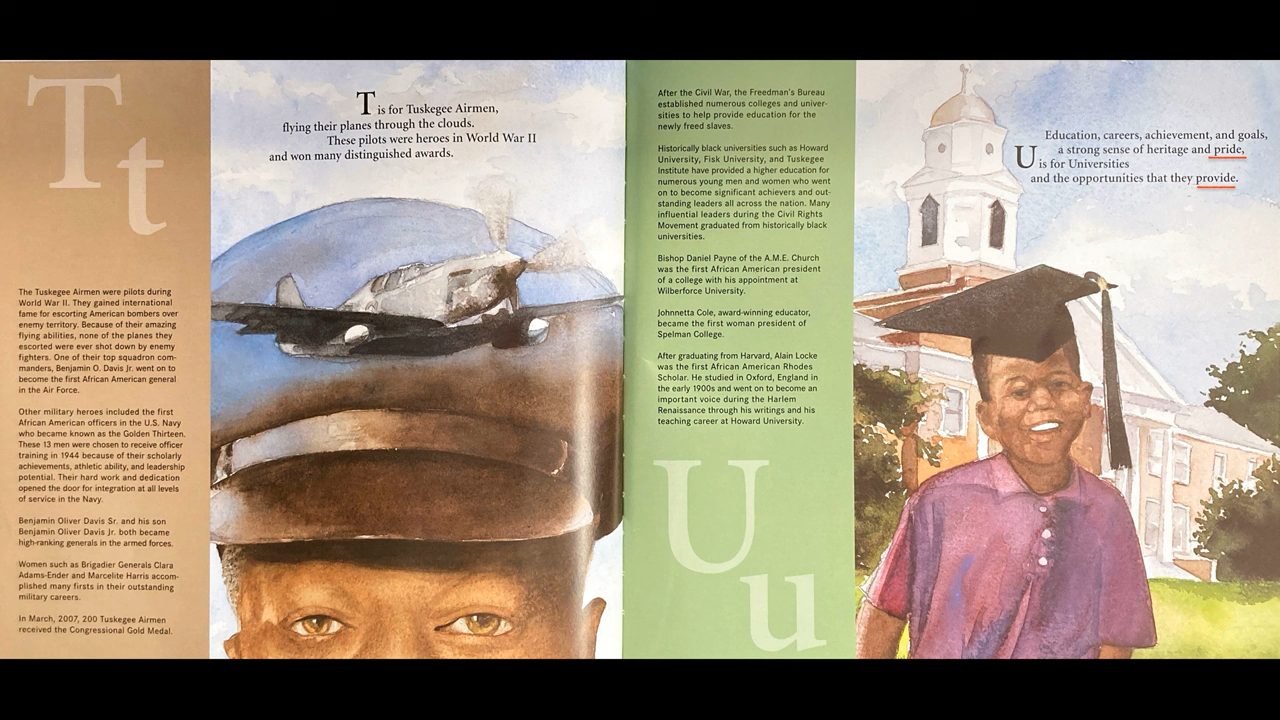 T t
T is for Tuskegee Airmen,
flying their planes through the clouds.
These pilots were heroes in World War II
and won many distinguished awards.
The Tuskegee Airmen were pilots during
World War II. They gained international
fame for escorting American bombers over
enemy territory. Because of their amazing
flying abilities, none of the planes they
escorted were ever shot down by enemy
fighters. One of their top squadron com-
manders, Benjamin O. Davis Jr. went on to
become the first African American general
in the Air Force.
Other military heroes included the first
African American officers in the U.S. Navy
who became known as the Golden Thirteen.
These 13 men were chosen to receive officer
training in 1944 because of their scholarly
achievements, athletic ability, and leadership
potential. Their hard work and dedication
opened the door for integration at all levels
of service in the Navy.
Benjamin Oliver Davis Sr. and his son
Benjamin Oliver Davis Jr. both became
high-ranking generals in the armed forces.
Women such as Brigadier Generals Clara
Adams-Ender and Marcelite Harris accom-
plished many firsts in their outstanding
military careers.
In March, 2007, 200 Tuskegee Airmen
received the Congressional Gold Medal.
After the Civil War, the Freedman's Bureau
established numerous colleges and univer-
sities to help provide education for the
newly freed slaves.
Historically black universities such as Howard
University, Fisk University, and Tuskegee
Institute have provided a higher education for
numerous young men and women who went
on to become significant achievers and out-
standing leaders all across the nation. Many
influential leaders during the Civil Rights
Movement graduated from historically black
universities.
Bishop Daniel Payne of the A.M.E. Church
was the first African American president
of a college with his appointment at
Wilberforce University.
Johnnetta Cole, award-winning educator,
became the first woman president of
Spelman College.
After graduating from Harvard, Alain Locke
was the first African American Rhodes
Scholar. He studied in Oxford, England in
the early 1900s and went on to become an
important voice during the Harlem
Renaissance through his writings and his
teaching career at Howard University.
U u
Education, careers, achievement, and goals,
a strong sense of heritage and pride,
U is for Universities
and the opportunities that they provide.